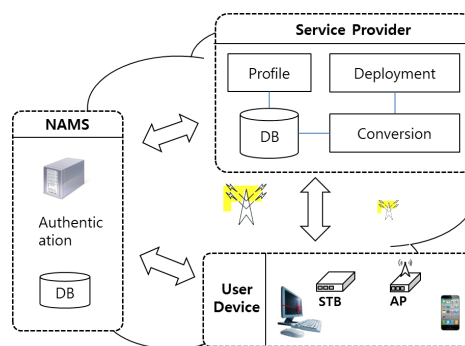 Service Provider
Profile
Deployment
DB
Conversion
NAMS
Authentic
ation
DB
User
Device
STB
AP